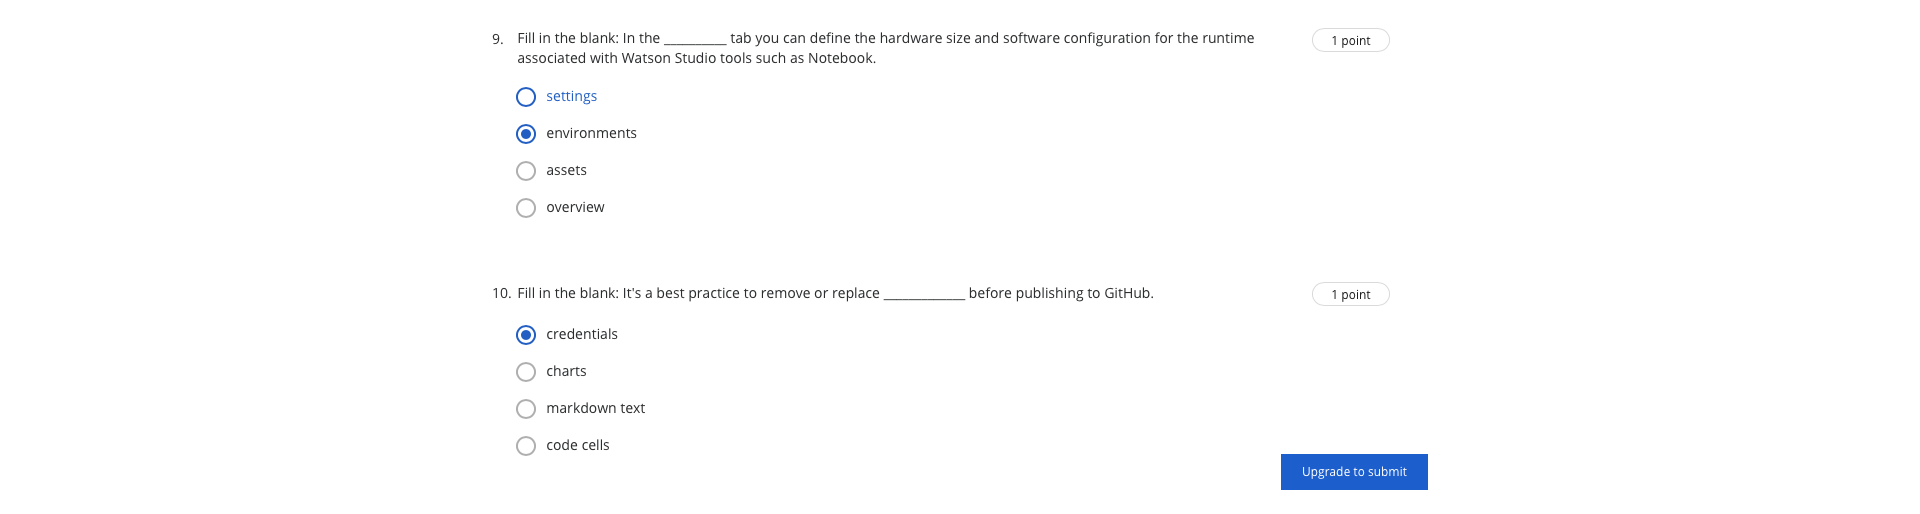 9. Fill in the blank: In the __________ tab you can define the hardware size and software configuration for the runtime
associated with Watson Studio tools such as Notebook.
1 point
settings
environments
assets
overview
10. Fill in the blank: It's a best practice to remove or replace _____________ before publishing to GitHub.
1 point
credentials
charts
markdown text
code cells
Upgrade to submit